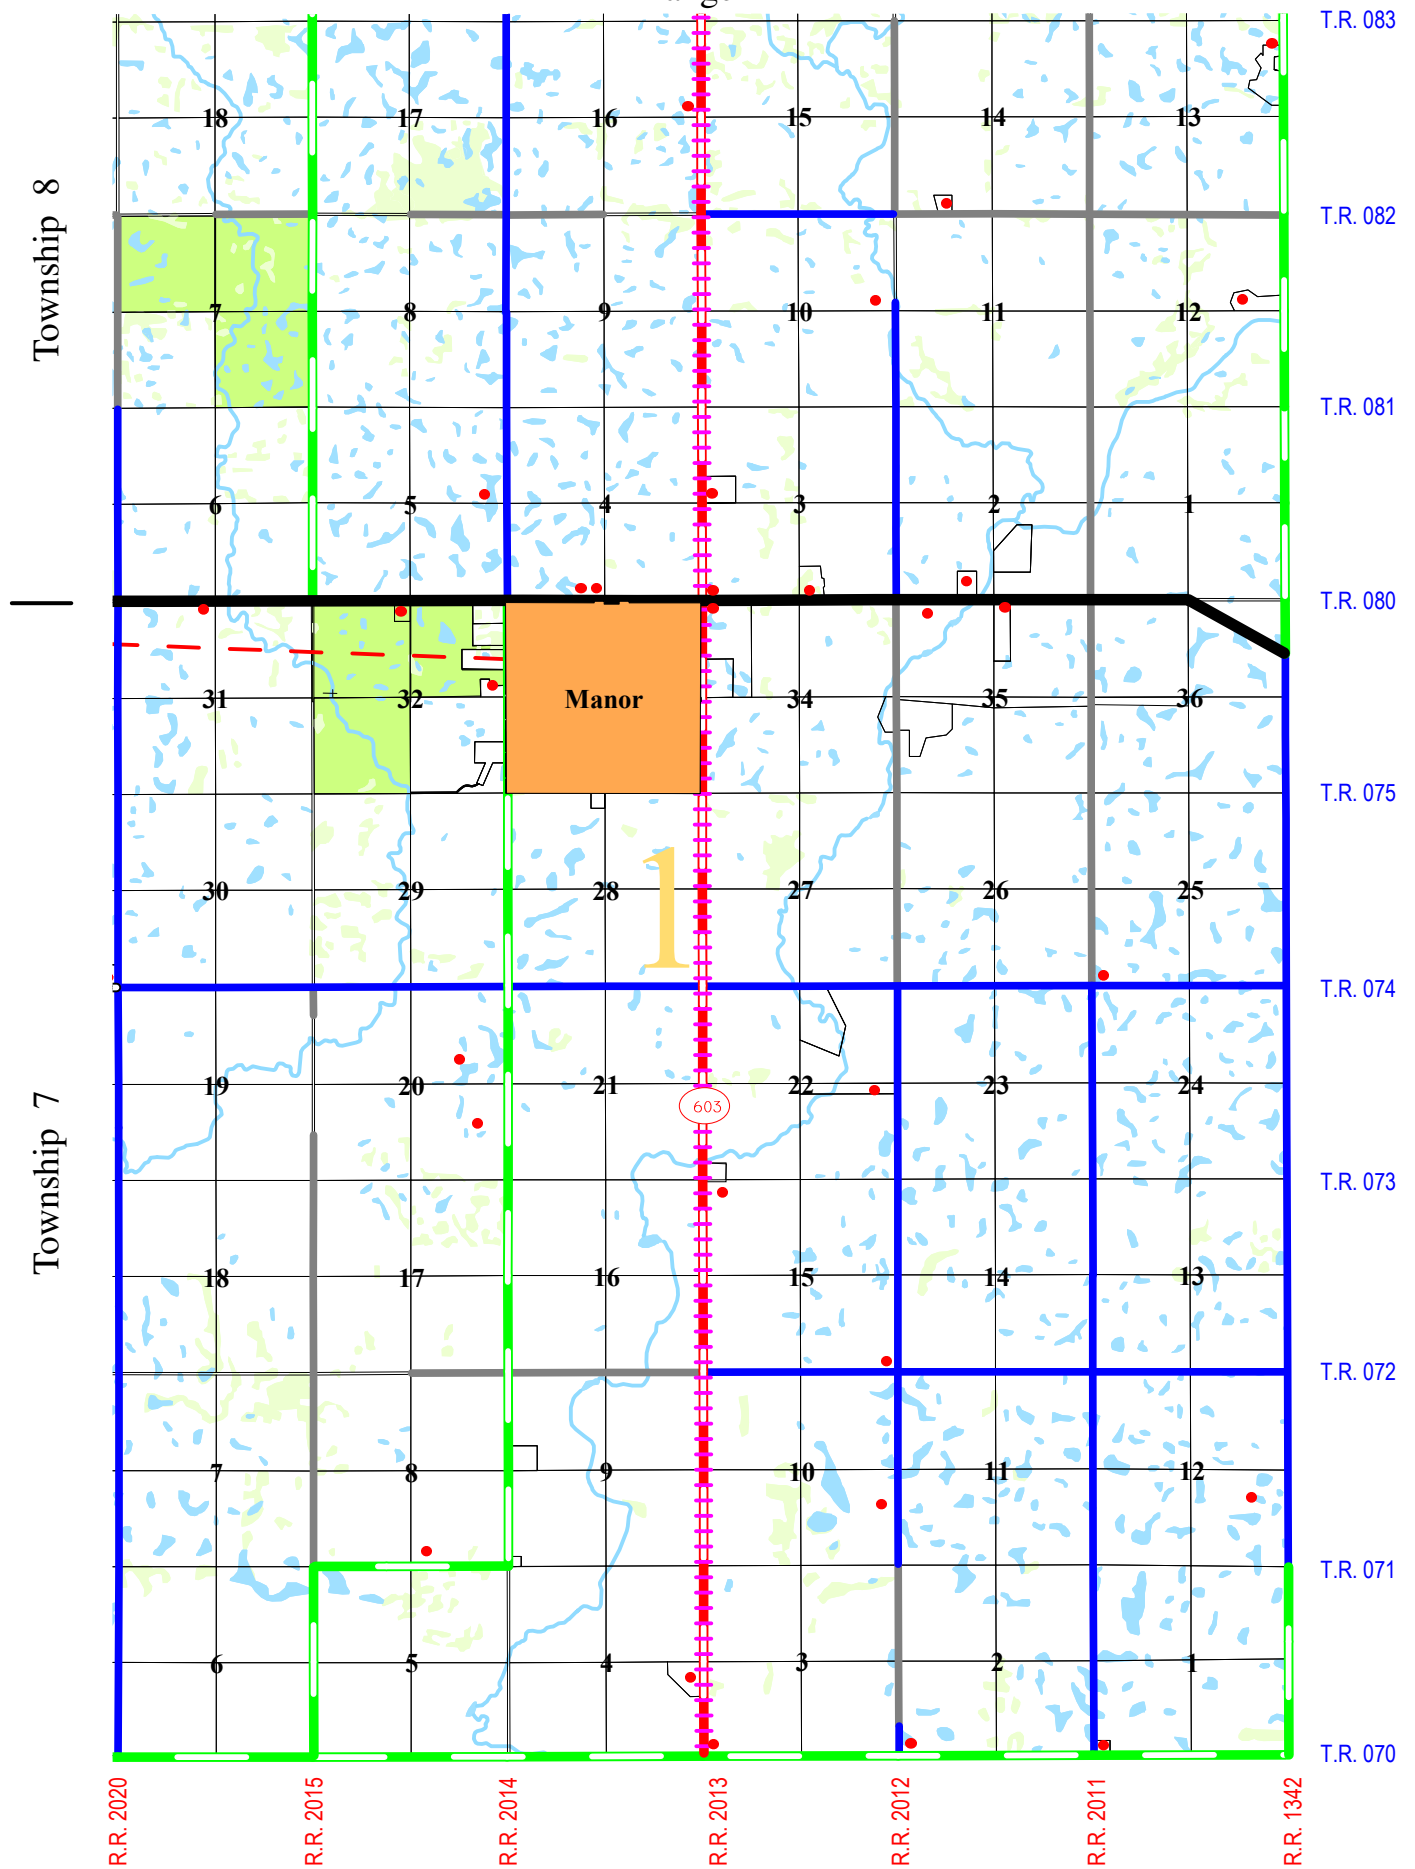 T.R. 083
18 17 16 15 14 13
Township 8
T.R. 082
7 8 9 10 11 12
T.R. 081
6 5 4 3 2 1
T.R. 080
31 32 Manor 34 35 36
T.R. 075
1
30 29 28 27 26 25
T.R. 074
19 20 21 22 23 24
603
Township 7
T.R. 073
18 17 16 15 14 13
T.R. 072
7 8 9 10 11 12
T.R. 071
6 5 4 3 2 1
T.R. 070
R.R. 2020
R.R. 2015
R.R. 2014
R.R. 2013
R.R. 2012
R.R. 2011
R.R. 1342